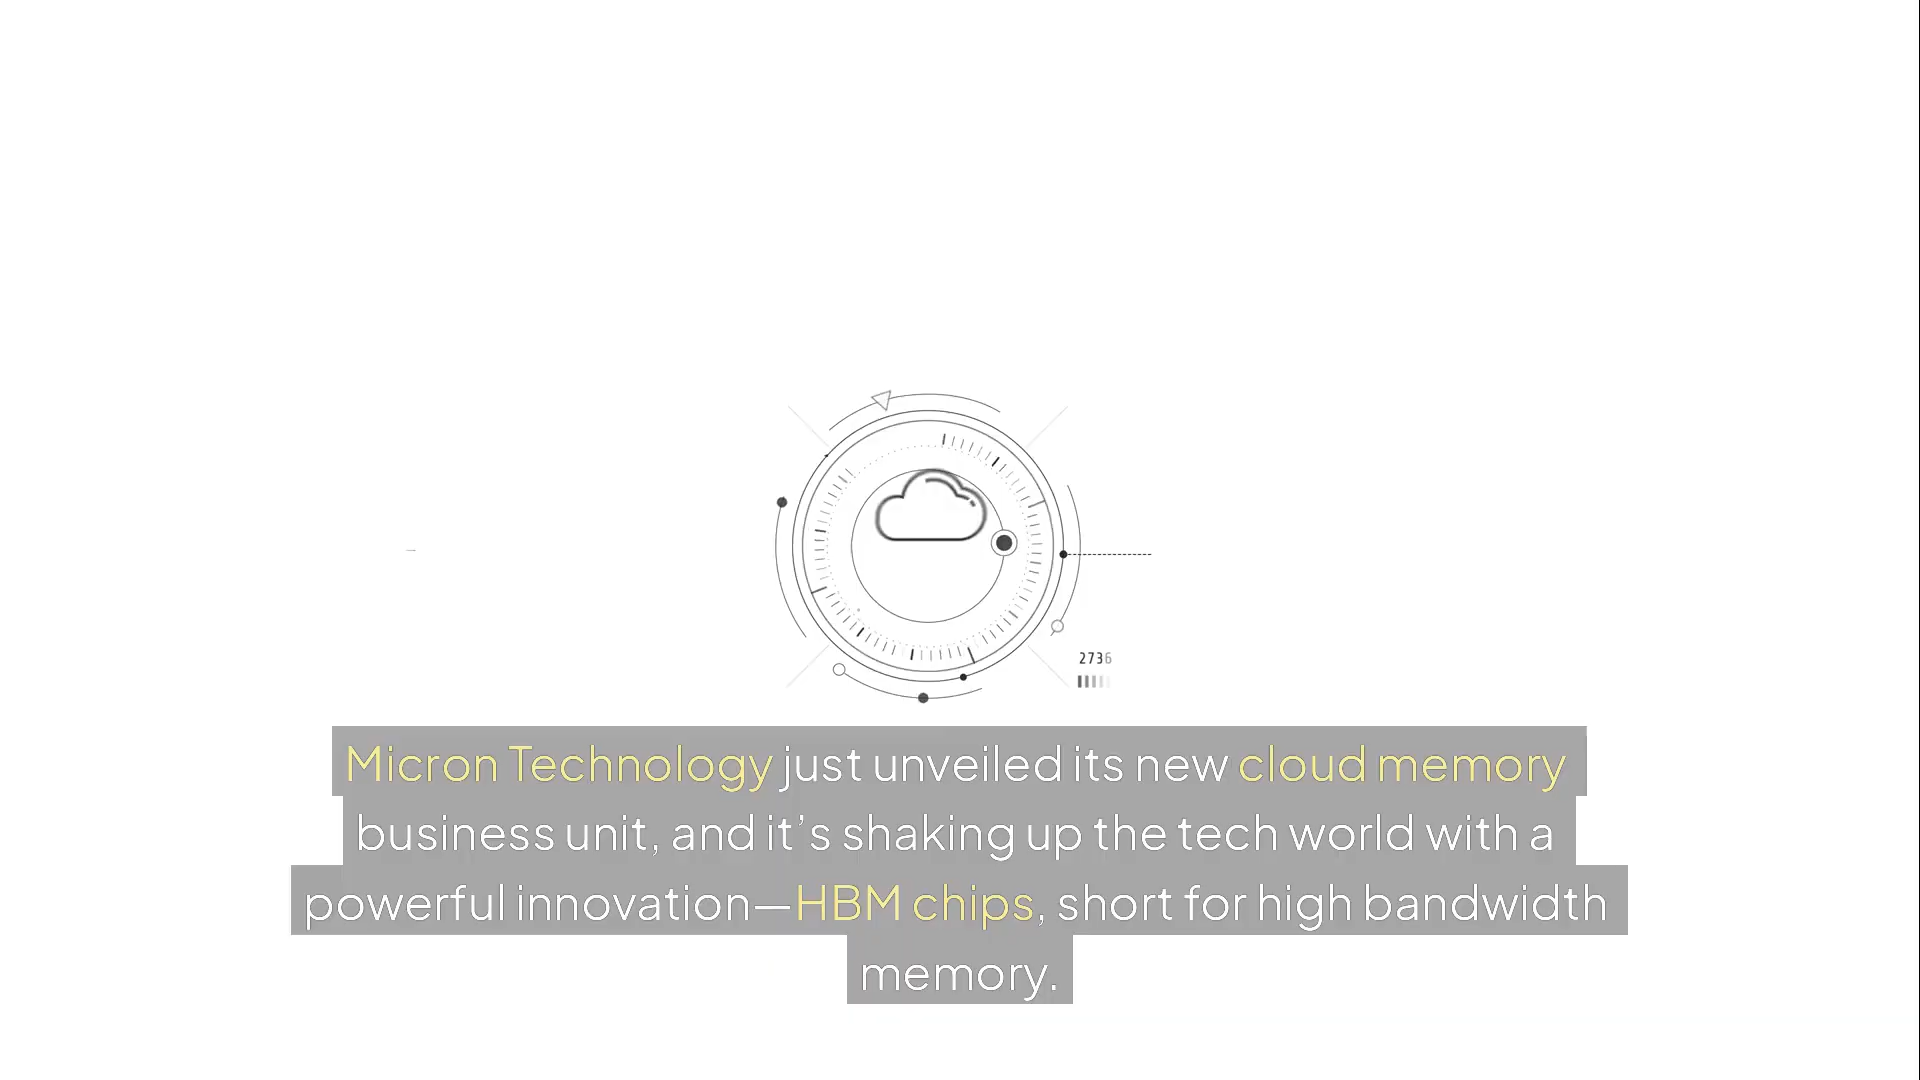 2736
Micron Technology just unveiled its new cloud memory
business unit, and it’s shaking up the tech world with a
powerful innovation—HBM chips, short for high bandwidth
memory.